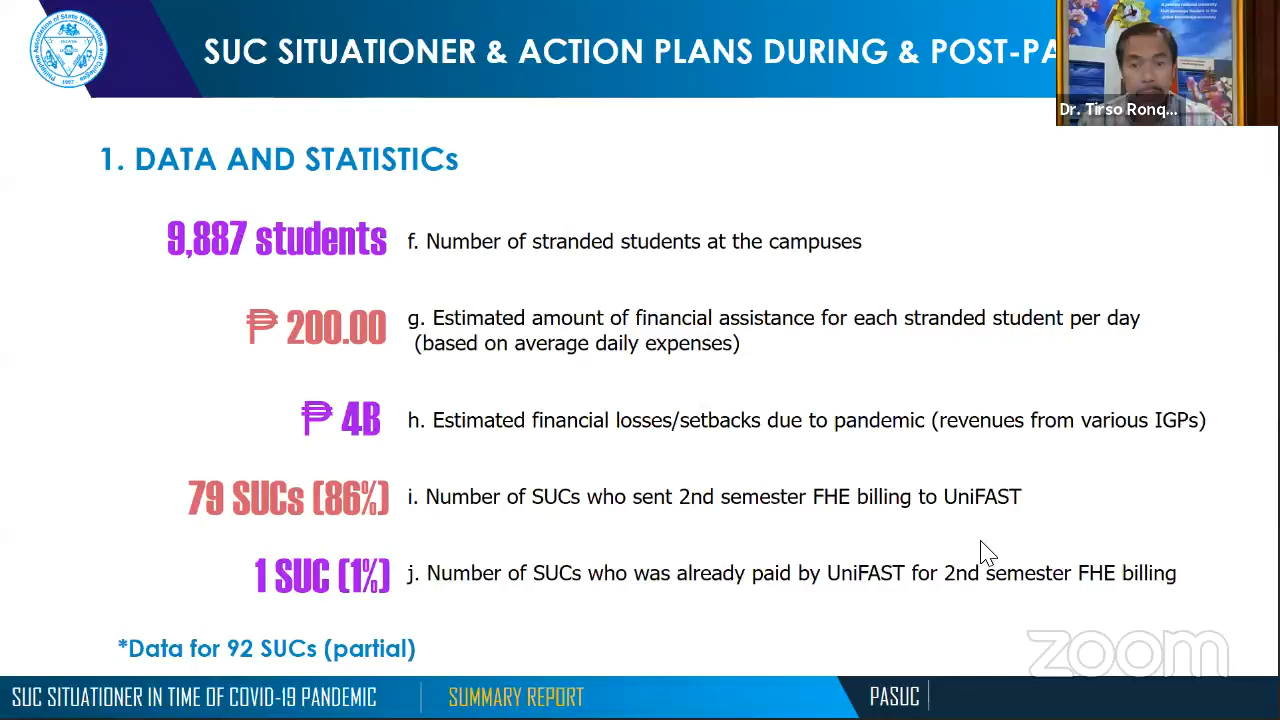 SUC SITUATIONER & ACTION PLANS DURING & POST-PA
Dr. Tirso Ronq...
1. DATA AND STATISTICs
9,887 students f. Number of stranded students at the campuses
₱ 200.00 g. Estimated amount of financial assistance for each stranded student per day
(based on average daily expenses)
₱ 4B h. Estimated financial losses/setbacks due to pandemic (revenues from various IGPs)
79 SUCs (86%) i. Number of SUCs who sent 2nd semester FHE billing to UniFAST
1 SUC (1%) j. Number of SUCs who was already paid by UniFAST for 2nd semester FHE billing
*Data for 92 SUCs (partial)
zoom
SUC SITUATIONER IN TIME OF COVID-19 PANDEMIC SUMMARY REPORT PASUC